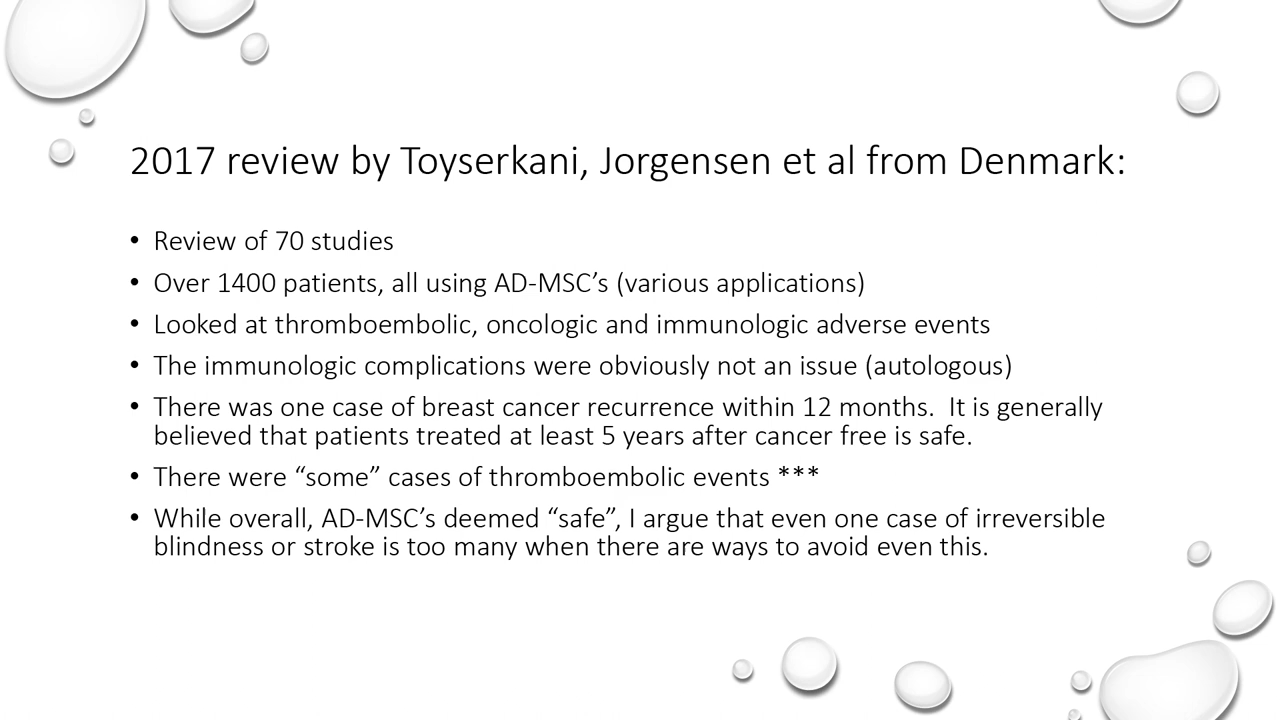 2017 review by Toyserkani, Jorgensen et al from Denmark:
• Review of 70 studies
• Over 1400 patients, all using AD-MSC’s (various applications)
• Looked at thromboembolic, oncologic and immunologic adverse events
• The immunologic complications were obviously not an issue (autologous)
• There was one case of breast cancer recurrence within 12 months.  It is generally
believed that patients treated at least 5 years after cancer free is safe.
• There were “some” cases of thromboembolic events ***
• While overall, AD-MSC’s deemed “safe”, I argue that even one case of irreversible
blindness or stroke is too many when there are ways to avoid even this.